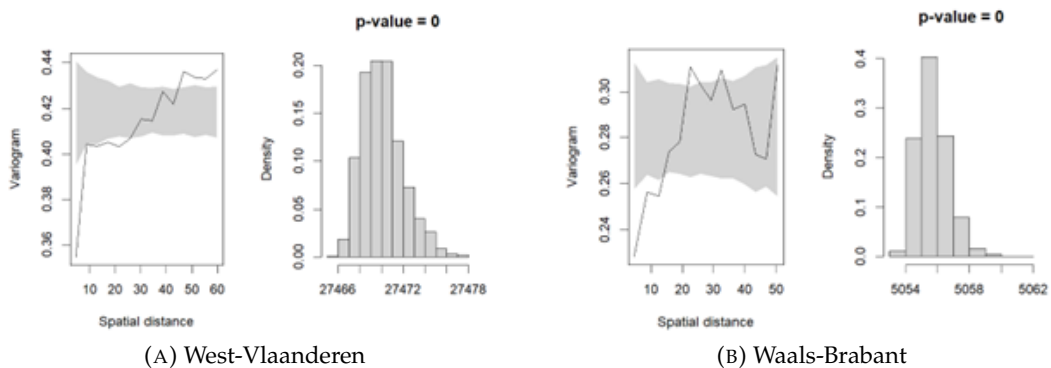 p-value = 0
Variogram
0.36 0.38 0.40 0.42 0.44
10 20 30 40 50 60
Spatial distance
Density
0.00 0.05 0.10 0.15 0.20
27466 27472 27478
(A) West-Vlaanderen
p-value = 0
Variogram
0.24 0.26 0.28 0.30
10 20 30 40 50
Spatial distance
Density
0.0 0.1 0.2 0.3 0.4
5054 5058 5062
(B) Waals-Brabant